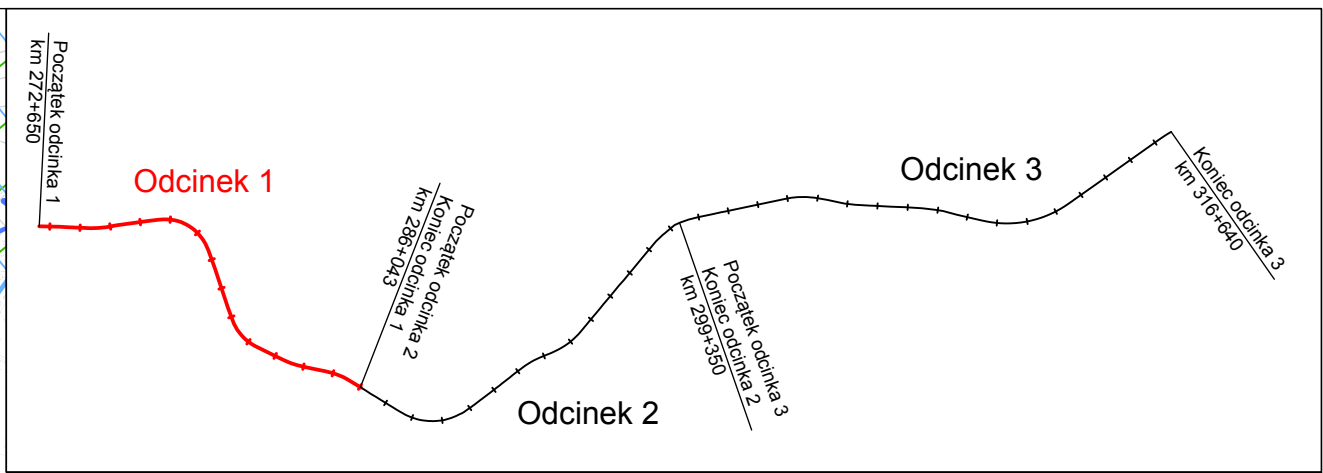 Początek odcinka 1
km 272+650
Odcinek 1
Początek odcinka 2
Koniec odcinka 1
km 286+043
Odcinek 2
Początek odcinka 3
Koniec odcinka 2
km 299+350
Odcinek 3
Koniec odcinka 3
km 316+640